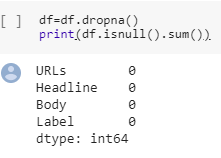 [ ] df=df.dropna()
print(df.isnull().sum())
URLs 0
Headline 0
Body 0
Label 0
dtype: int64